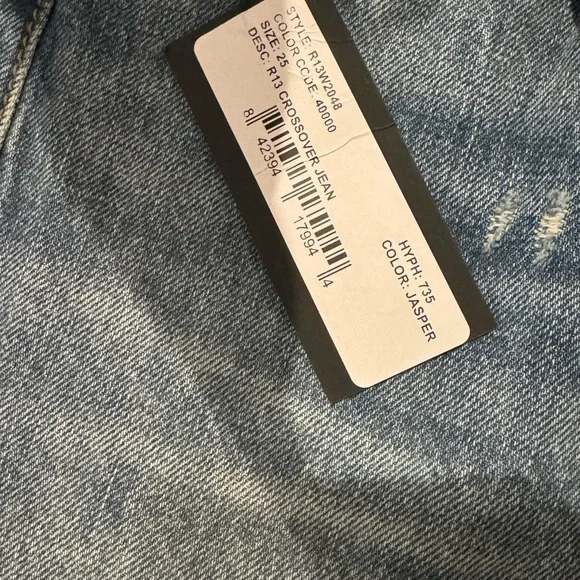 STYLE: R13W2048
COLOR CODE: 40000
SIZE: 25
DESC: R13 CROSSOVER JEAN
8 42394 17994 4
HYPH: 735
COLOR: JASPER